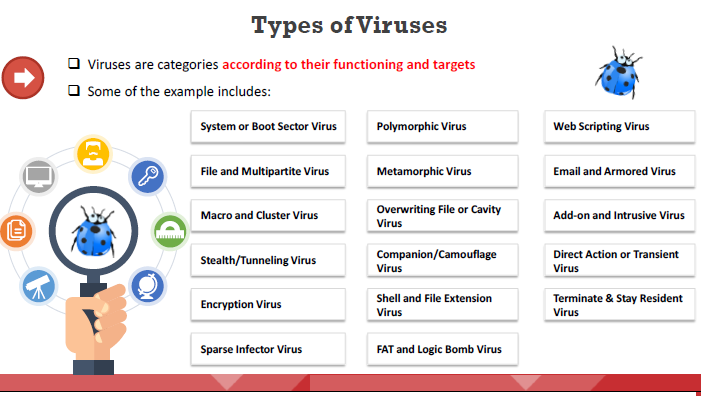 Types of Viruses
Viruses are categories according to their functioning and targets
Some of the example includes:
System or Boot Sector Virus
Polymorphic Virus
Web Scripting Virus
File and Multipartite Virus
Metamorphic Virus
Email and Armored Virus
Macro and Cluster Virus
Overwriting File or Cavity
Virus
Add-on and Intrusive Virus
Stealth/Tunneling Virus
Companion/Camouflage
Virus
Direct Action or Transient
Virus
Encryption Virus
Shell and File Extension
Virus
Terminate & Stay Resident
Virus
Sparse Infector Virus
FAT and Logic Bomb Virus